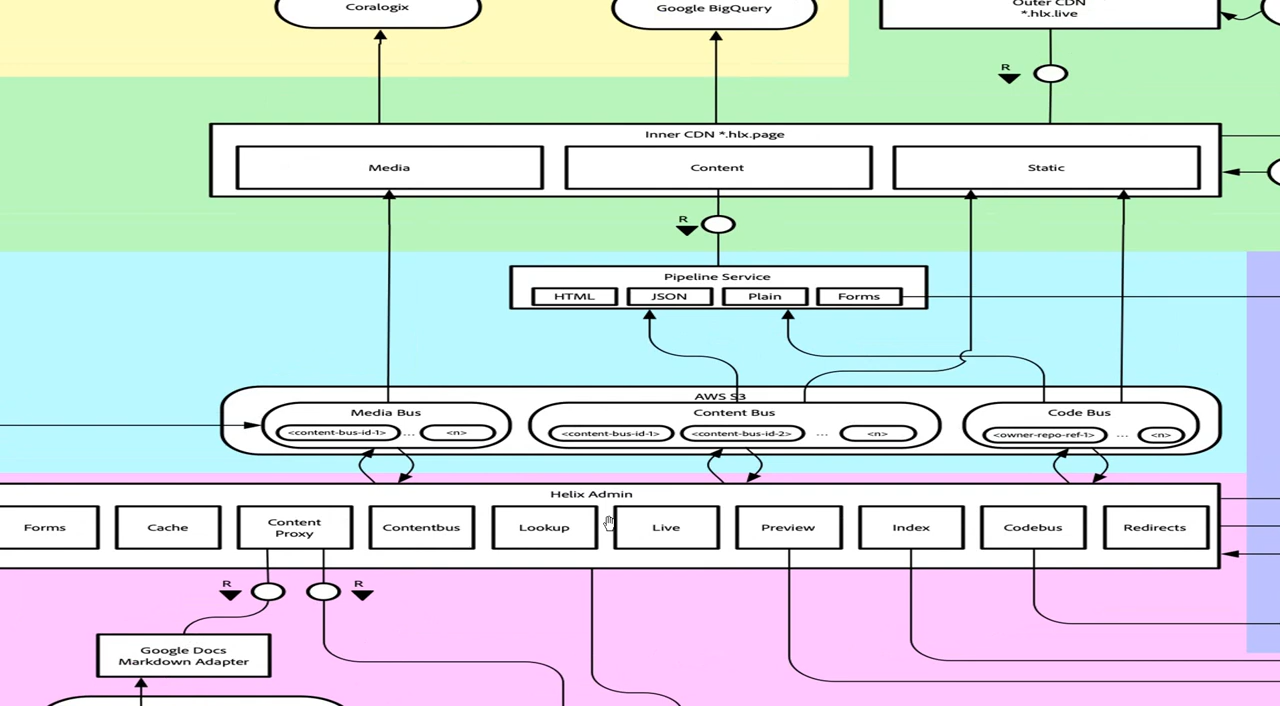 Coralogix
Google BigQuery
Outer CDN
*.hlx.live
R
Inner CDN *.hlx.page
Media
Content
Static
R
Pipeline Service
HTML
JSON
Plain
Forms
AWS S3
Media Bus
Content Bus
Code Bus
<content-bus-id-1>
...
<n>
<content-bus-id-1>
<content-bus-id-2>
...
<n>
<owner-repo-ref-1>
...
<n>
Helix Admin
Forms
Cache
Content
Proxy
Contentbus
Lookup
Live
Preview
Index
Codebus
Redirects
R
R
Google Docs
Markdown Adapter